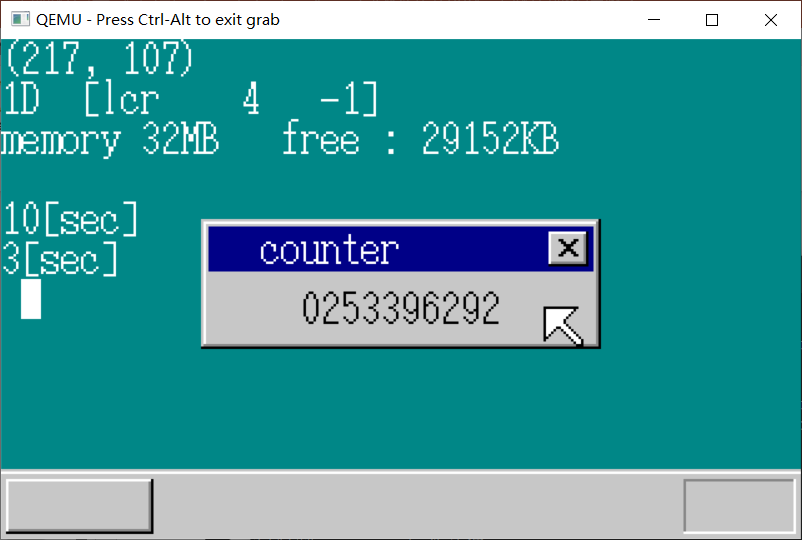 QEMU - Press Ctrl-Alt to exit grab
(217, 107)
1D [lcr 4 -1]
memory 32MB free : 29152KB
10[sec]
3[sec]
counter
0253396292